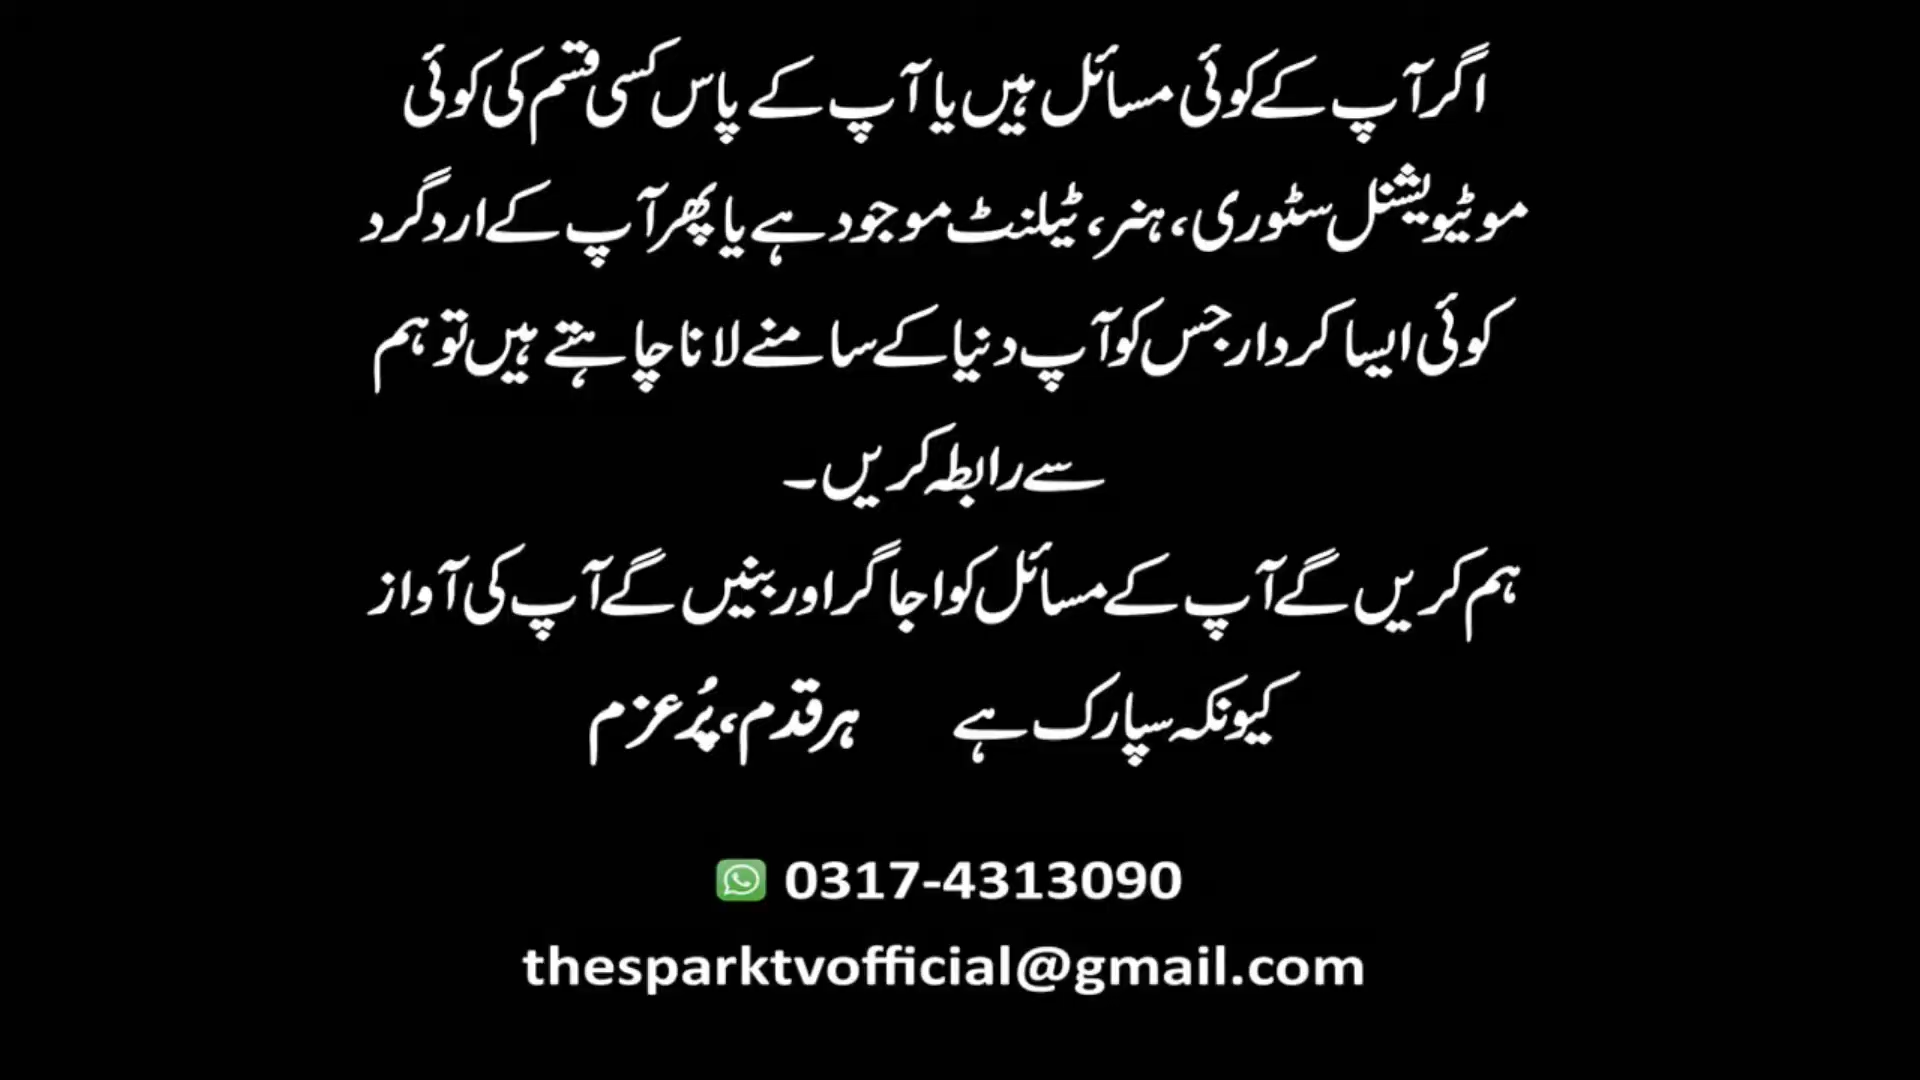 اگر آپ کے کوئی مسائل ہیں یا آپ کے پاس کسی قسم کی کوئی
موٹیویشنل سٹوری، ہنر، ٹیلنٹ موجود ہے یا پھر آپ کے ارد گرد
کوئی ایسا کردار جس کو آپ دنیا کے سامنے لانا چاہتے ہیں تو ہم
سے رابطہ کریں۔
ہم کریں گے آپ کے مسائل کو اجاگر اور بنیں گے آپ کی آواز
کیونکہ سپارک ہے ہر قدم، پُر عزم
0317-4313090
thesparktvofficial@gmail.com